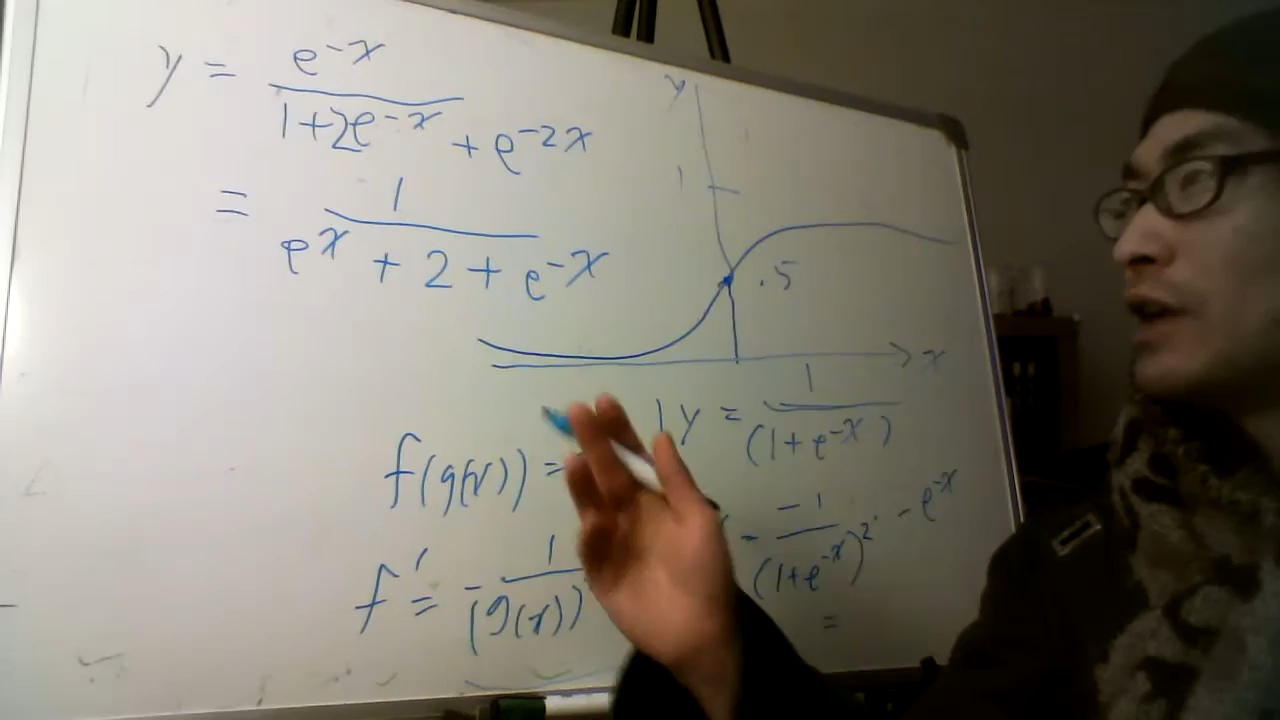 y = e^-x / 1+2e^-x + e^-2x
= 1 / e^x + 2 + e^-x
y
1
.5
x
y = 1 / (1+e^-x)
f(g(x)) =
- 1 / (1+e^-x)^2 · -e^-x
f' = - 1 / (g(x))
=